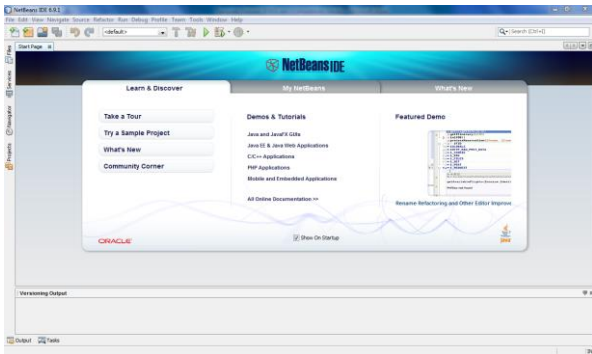 NetBeans IDE 6.9.1
File Edit View Navigate Source Refactor Run Debug Profile Team Tools Window Help
<default>
Search (Ctrl+I)
Start Page
Files
Services
Navigator
Projects
NetBeans IDE
Learn & Discover
My NetBeans
What's New
Take a Tour
Try a Sample Project
What's New
Community Corner
Demos & Tutorials
Java and JavaFX GUIs
Java EE & Java Web Applications
C/C++ Applications
PHP Applications
Mobile and Embedded Applications
All Online Documentation >>
Featured Demo
Rename Refactoring and Other Editor Improve
ORACLE
Show On Startup
Java
Versioning Output
Output
Tasks